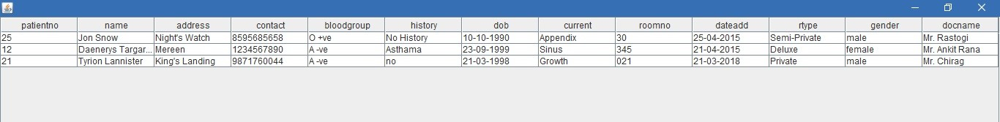 patientno name address contact bloodgroup history dob current roomno dateadd rtype gender docname
25 Jon Snow Night's Watch 8595685658 O +ve No History 10-10-1990 Appendix 30 25-04-2015 Semi-Private male Mr. Rastogi
12 Daenerys Targar... Mereen 1234567890 A -ve Asthama 23-09-1999 Sinus 345 21-04-2015 Deluxe female Mr. Ankit Rana
21 Tyrion Lannister King's Landing 9871760044 A -ve no 21-03-1998 Growth 021 21-03-2018 Private male Mr. Chirag